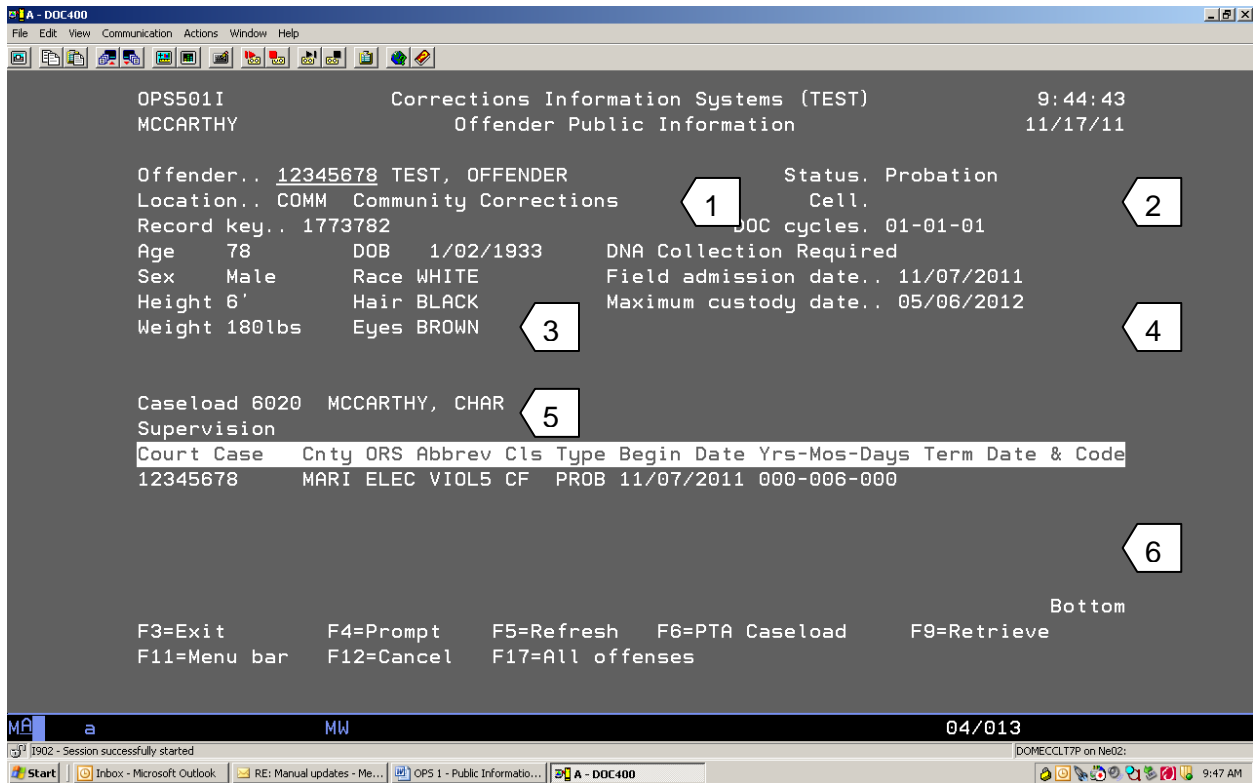 A - DOC400
File Edit View Communication Actions Window Help
OPS501I Corrections Information Systems (TEST) 9:44:43
MCCARTHY Offender Public Information 11/17/11
Offender.. 12345678 TEST, OFFENDER Status. Probation
Location.. COMM Community Corrections 1 Cell. 2
Record key.. 1773782 DOC cycles. 01-01-01
Age 78 DOB 1/02/1933 DNA Collection Required
Sex Male Race WHITE Field admission date.. 11/07/2011
Height 6' Hair BLACK Maximum custody date.. 05/06/2012
Weight 180lbs Eyes BROWN 3 4
Caseload 6020 MCCARTHY, CHAR 5
Supervision
Court Case Cnty ORS Abbrev Cls Type Begin Date Yrs-Mos-Days Term Date & Code
12345678 MARI ELEC VIOL5 CF PROB 11/07/2011 000-006-000
6
Bottom
F3=Exit F4=Prompt F5=Refresh F6=PTA Caseload F9=Retrieve
F11=Menu bar F12=Cancel F17=All offenses
MA a MW 04/013
I902 - Session successfully started DOMECCLT7P on Ne02:
Start Inbox - Microsoft Outlook RE: Manual updates - Me... OPS 1 - Public Informatio... A - DOC400 9:47 AM